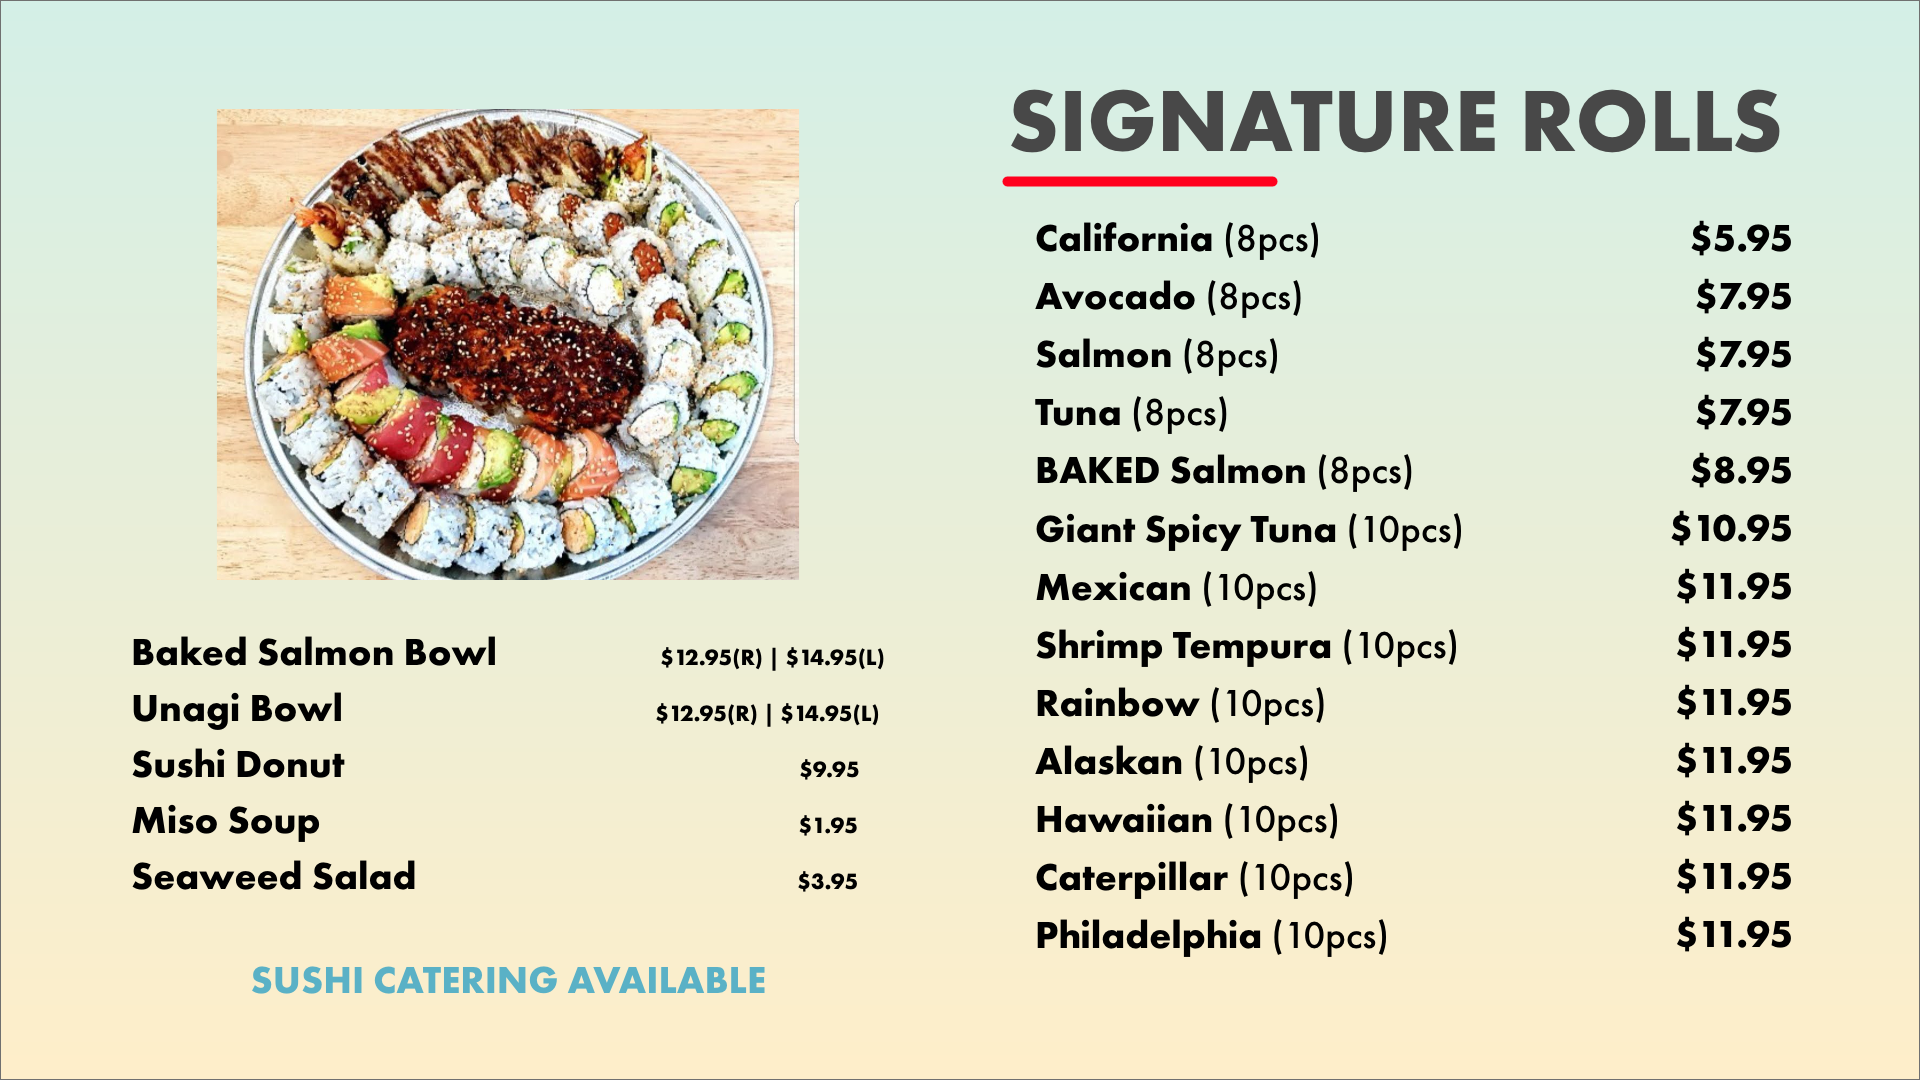 SIGNATURE ROLLS
California (8pcs) $5.95
Avocado (8pcs) $7.95
Salmon (8pcs) $7.95
Tuna (8pcs) $7.95
BAKED Salmon (8pcs) $8.95
Giant Spicy Tuna (10pcs) $10.95
Mexican (10pcs) $11.95
Shrimp Tempura (10pcs) $11.95
Rainbow (10pcs) $11.95
Alaskan (10pcs) $11.95
Hawaiian (10pcs) $11.95
Caterpillar (10pcs) $11.95
Philadelphia (10pcs) $11.95
Baked Salmon Bowl $12.95(R) | $14.95(L)
Unagi Bowl $12.95(R) | $14.95(L)
Sushi Donut $9.95
Miso Soup $1.95
Seaweed Salad $3.95
SUSHI CATERING AVAILABLE